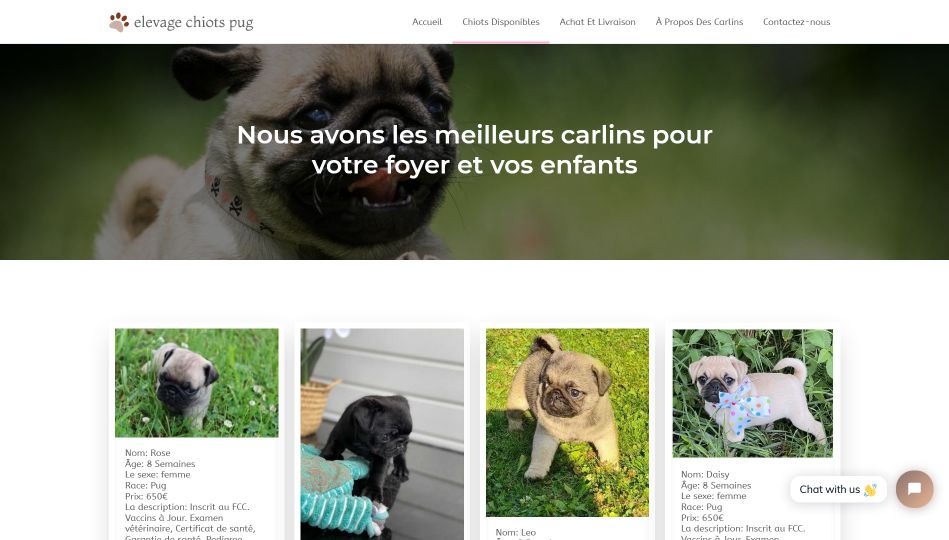 elevage chiots pug
Accueil
Chiots Disponibles
Achat Et Livraison
À Propos Des Carlins
Contactez-nous
Nous avons les meilleurs carlins pour
votre foyer et vos enfants
Nom: Rose
Âge: 8 Semaines
Le sexe: femme
Race: Pug
Prix: 650€
La description: Inscrit au FCC.
Vaccins à Jour. Examen
vétérinaire, Certificat de santé,
Garantie de santé, Pedigree
Nom: Leo
Nom: Daisy
Âge: 8 Semaines
Le sexe: femme
Race: Pug
Prix: 650€
La description: Inscrit au FCC.
Vaccins à Jour. Examen
Chat with us 👋